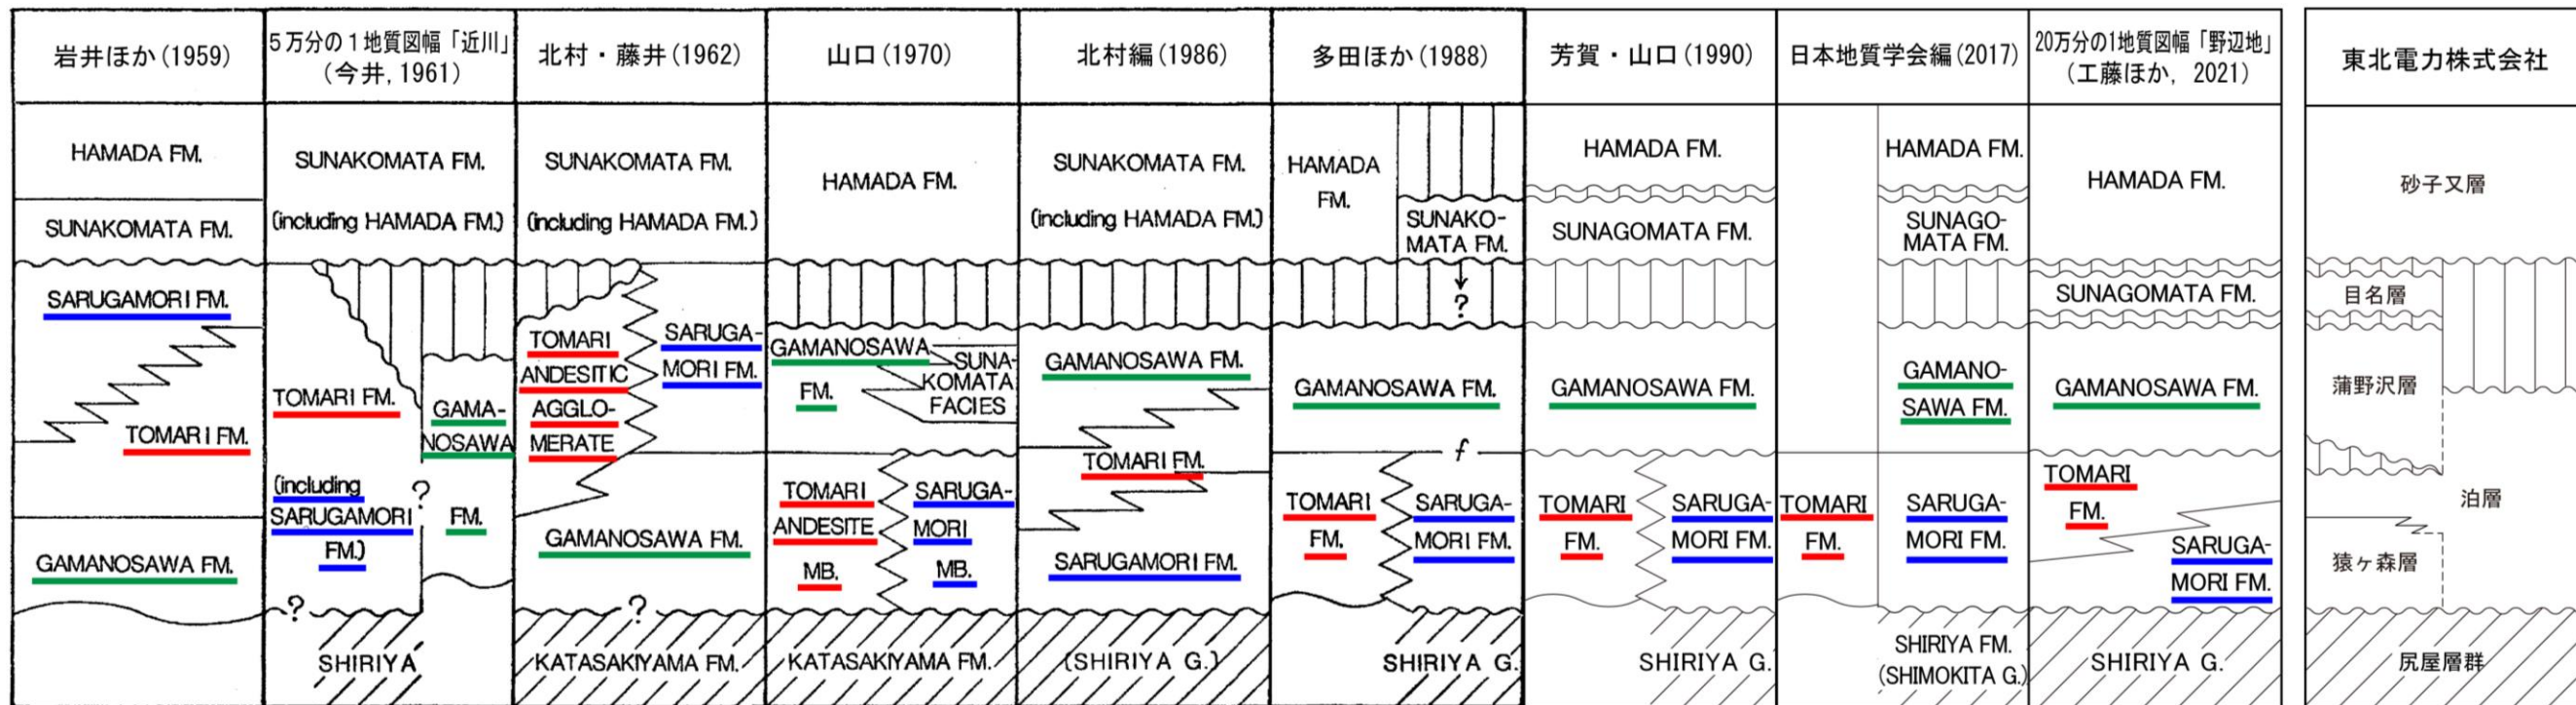 岩井ほか(1959)
HAMADA FM.
SUNAKOMATA FM.
SARUGAMORI FM.
TOMARI FM.
GAMANOSAWA FM.
5万分の1地質図幅「近川」
(今井, 1961)
SUNAKOMATA FM.
(including HAMADA FM.)
TOMARI FM.
(including
SARUGAMORI
FM.)
GAMA-
NOSAWA
FM.
?
?
SHIRIYA
北村・藤井(1962)
SUNAKOMATA FM.
(including HAMADA FM.)
TOMARI
ANDESITIC
AGGLO-
MERATE
SARUGA-
MORI FM.
GAMANOSAWA FM.
?
KATASAKIYAMA FM.
山口(1970)
HAMADA FM.
GAMANOSAWA
FM.
SUNA-
KOMATA
FACIES
TOMARI
ANDESITE
MB.
SARUGA-
MORI
MB.
KATASAKIYAMA FM.
北村編(1986)
SUNAKOMATA FM.
(including HAMADA FM.)
GAMANOSAWA FM.
TOMARI FM.
SARUGAMORI FM.
(SHIRIYA G.)
多田ほか(1988)
HAMADA
FM.
SUNAKO-
MATA FM.
?
GAMANOSAWA FM.
f
TOMARI
FM.
SARUGA-
MORI FM.
SHIRIYA G.
芳賀・山口(1990)
HAMADA FM.
SUNAGOMATA FM.
GAMANOSAWA FM.
TOMARI
FM.
SARUGA-
MORI FM.
SHIRIYA G.
日本地質学会編(2017)
HAMADA FM.
SUNAGO-
MATA FM.
GAMANO-
SAWA FM.
TOMARI
FM.
SARUGA-
MORI FM.
SHIRIYA FM.
(SHIMOKITA G.)
20万分の1地質図幅「野辺地」
(工藤ほか, 2021)
HAMADA FM.
SUNAGOMATA FM.
GAMANOSAWA FM.
TOMARI
FM.
SARUGA-
MORI FM.
SHIRIYA G.
東北電力株式会社
砂子又層
目名層
蒲野沢層
泊層
猿ヶ森層
尻屋層群